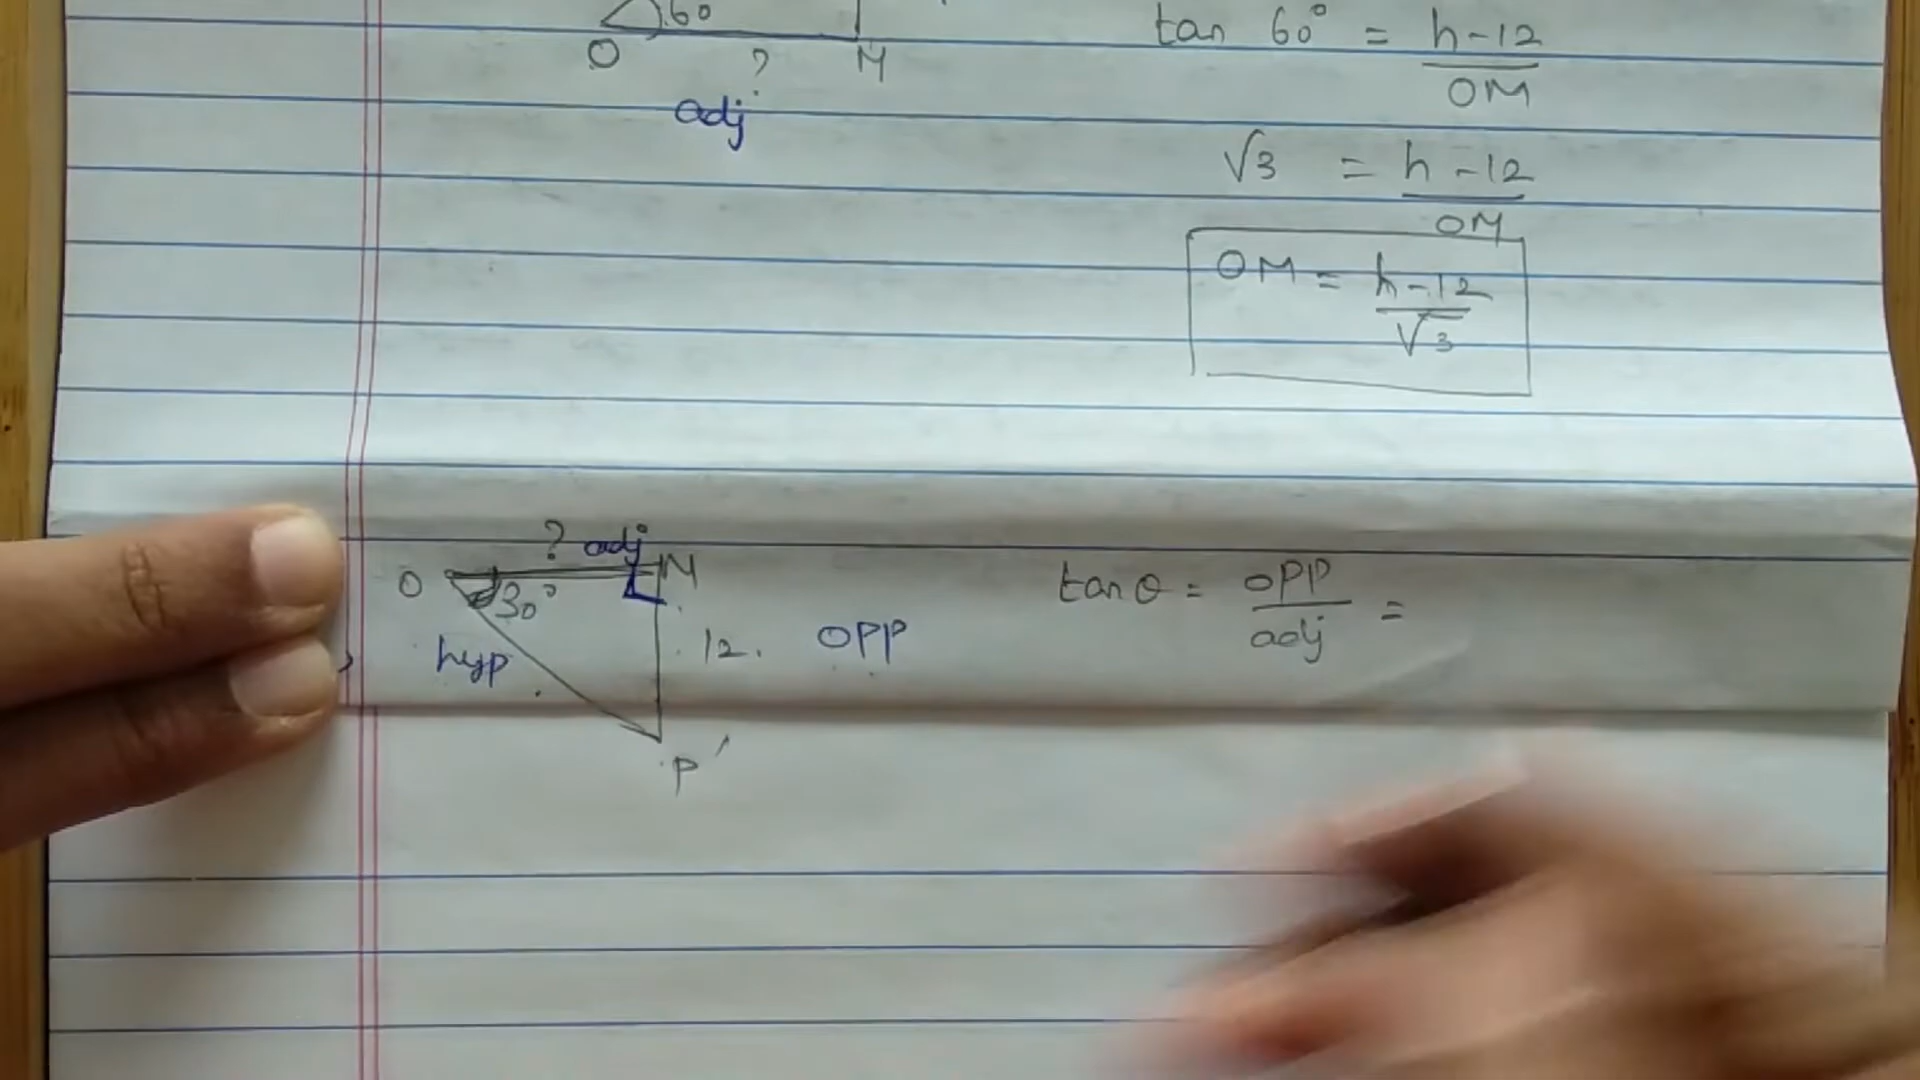 60
O ? M
adj
tan 60° = h-12
OM
√3 = h-12
OM
OM = h-12
√3
? adj
O 30° M
hyp 12. OPP
P'
tan θ = OPP =
adj